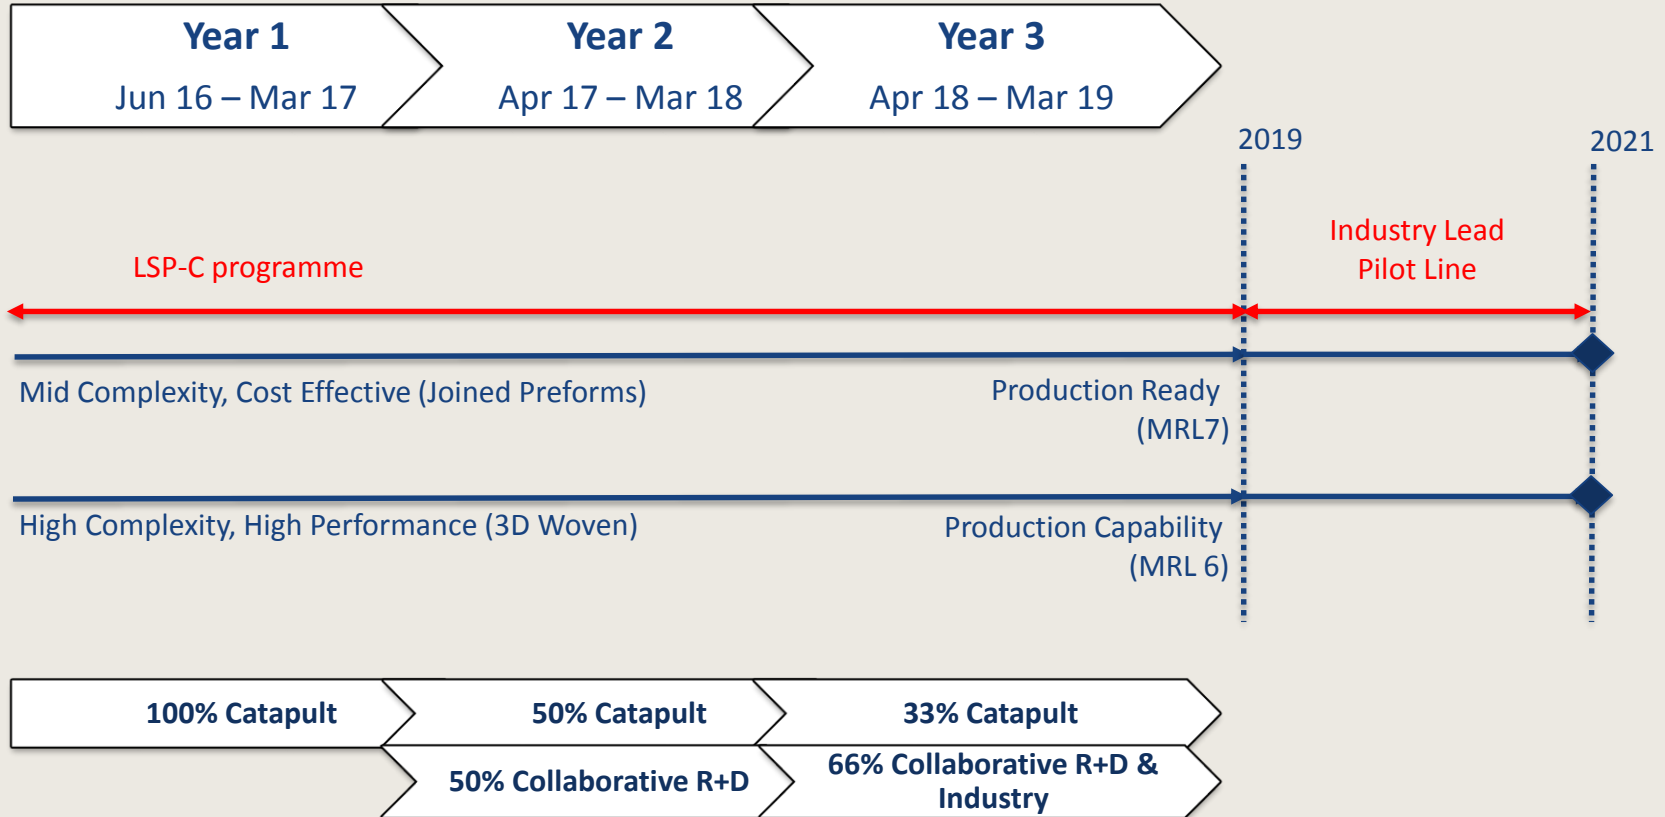 Year 1
Jun 16 – Mar 17
Year 2
Apr 17 – Mar 18
Year 3
Apr 18 – Mar 19
2019
2021
LSP-C programme
Industry Lead
Pilot Line
Mid Complexity, Cost Effective (Joined Preforms)
Production Ready
(MRL7)
High Complexity, High Performance (3D Woven)
Production Capability
(MRL 6)
100% Catapult
50% Catapult
33% Catapult
50% Collaborative R+D
66% Collaborative R+D &
Industry